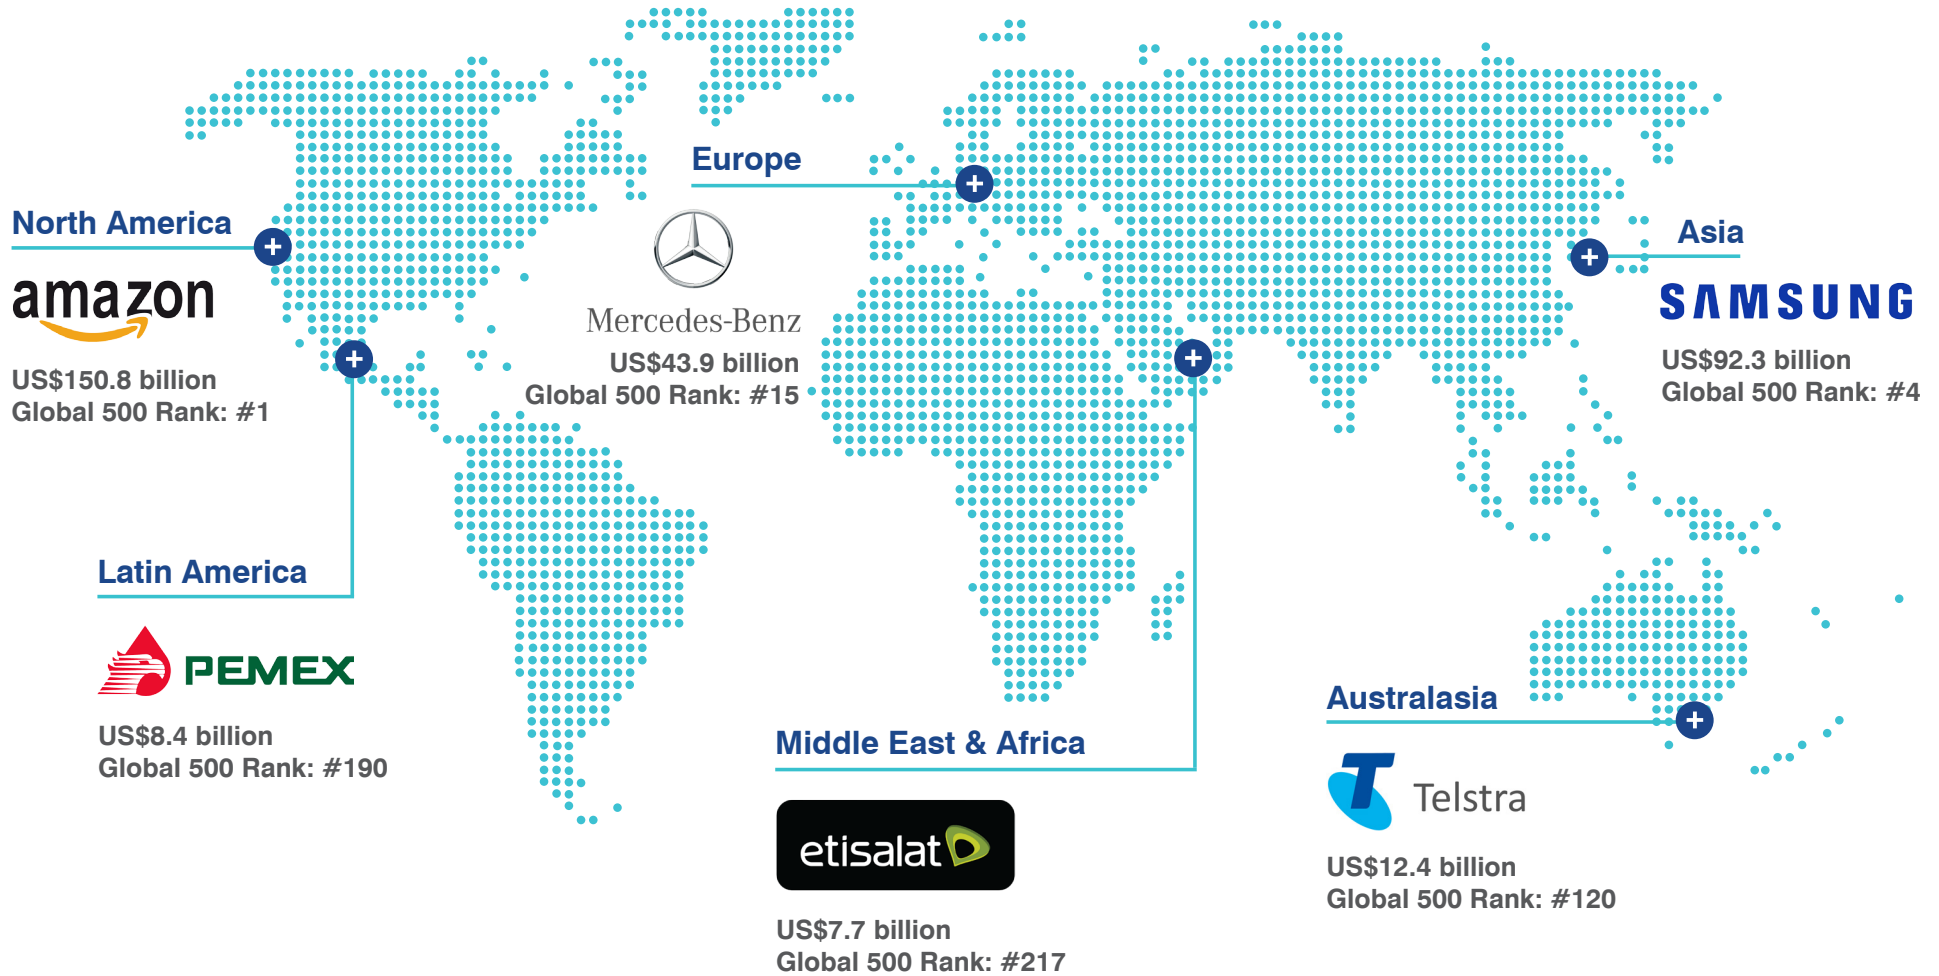 Europe
Mercedes-Benz
US$43.9 billion
Global 500 Rank: #15
North America
amazon
US$150.8 billion
Global 500 Rank: #1
Asia
SAMSUNG
US$92.3 billion
Global 500 Rank: #4
Latin America
PEMEX
US$8.4 billion
Global 500 Rank: #190
Middle East & Africa
etisalat
US$7.7 billion
Global 500 Rank: #217
Australasia
T
Telstra
US$12.4 billion
Global 500 Rank: #120